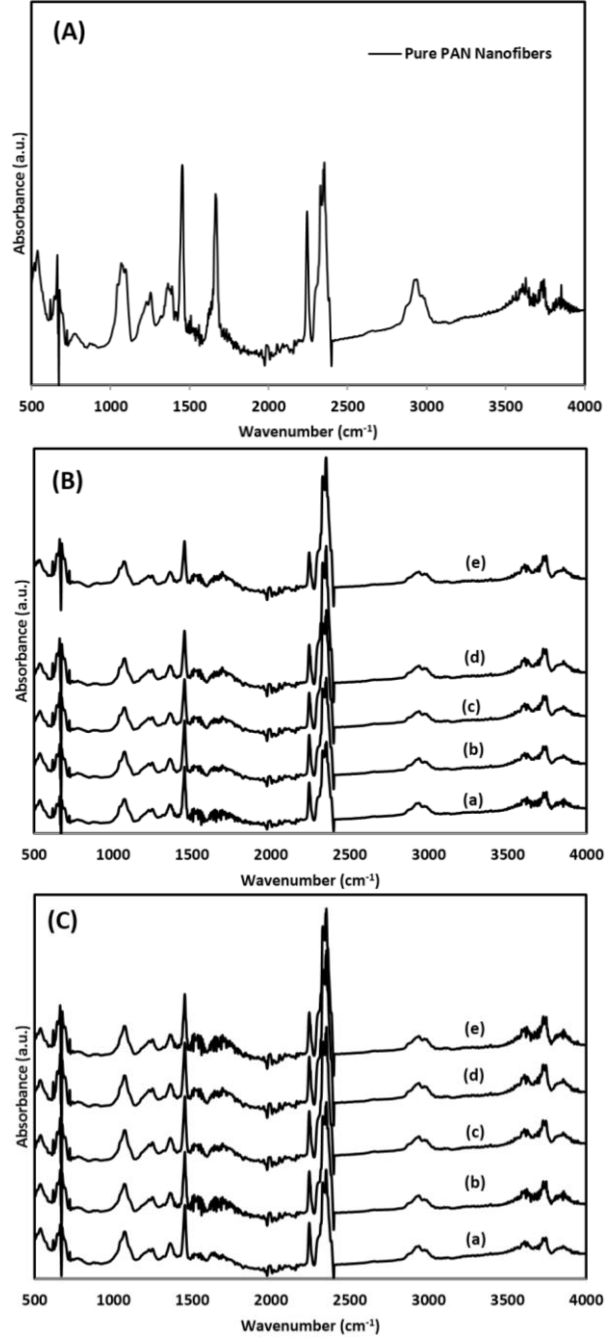 (A)
Pure PAN Nanofibers
Absorbance (a.u.)
500 1000 1500 2000 2500 3000 3500 4000
Wavenumber (cm⁻¹)
(B)
(e)
(d)
(c)
(b)
(a)
Absorbance (a.u.)
500 1000 1500 2000 2500 3000 3500 4000
Wavenumber (cm⁻¹)
(C)
(e)
(d)
(c)
(b)
(a)
Absorbance (a.u.)
500 1000 1500 2000 2500 3000 3500 4000
Wavenumber (cm⁻¹)